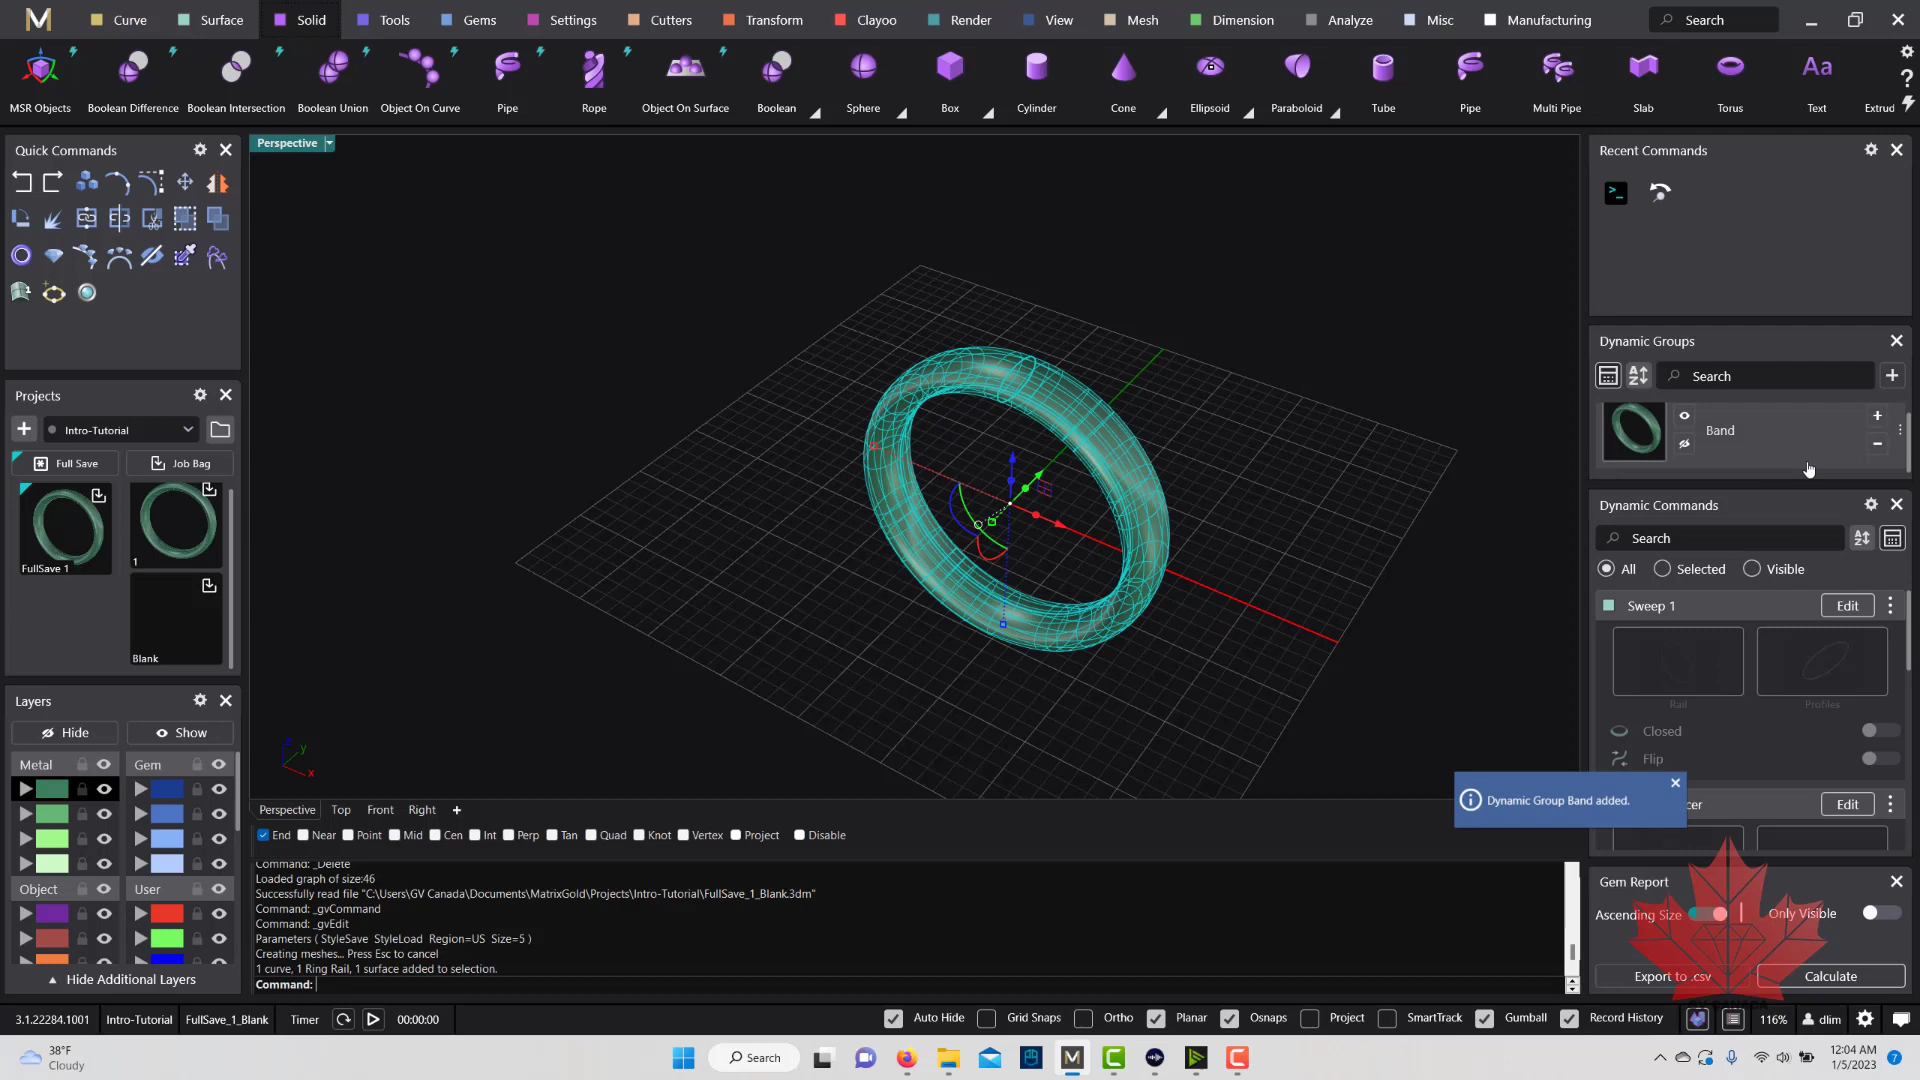 Curve Surface Solid Tools Gems Settings Cutters Transform Clayoo Render View Mesh Dimension Analyze Misc Manufacturing Search
MSR Objects Boolean Difference Boolean Intersection Boolean Union Object On Curve Pipe Rope Object On Surface Boolean Sphere Box Cylinder Cone Ellipsoid Paraboloid Tube Pipe Multi Pipe Slab Torus Text Extrud
Quick Commands
Projects
Intro-Tutorial
Full Save Job Bag
FullSave 1
1
Blank
Layers
Hide Show
Metal Gem
Object User
Hide Additional Layers
Perspective
z
y
x
Perspective Top Front Right +
End Near Point Mid Cen Int Perp Tan Quad Knot Vertex Project Disable
Command: _Delete
Loaded graph of size:46
Successfully read file "C:\Users\GV Canada\Documents\MatrixGold\Projects\Intro-Tutorial\FullSave_1_Blank.3dm"
Command: _gvCommand
Command: _gvEdit
Parameters ( StyleSave StyleLoad Region=US Size=5 )
Creating meshes... Press Esc to cancel
1 curve, 1 Ring Rail, 1 surface added to selection.
Command:
Recent Commands
Dynamic Groups
Search
Band
Dynamic Commands
Search
All Selected Visible
Sweep 1 Edit
Rail Profiles
Closed
Flip
Dynamic Group Band added.
cer Edit
Gem Report
Ascending Size Only Visible
Export to .csv Calculate
3.1.22284.1001 Intro-Tutorial FullSave_1_Blank Timer 00:00:00 Auto Hide Grid Snaps Ortho Planar Osnaps Project SmartTrack Gumball Record History 116% dlim
38°F
Cloudy
Search
12:04 AM
1/5/2023
7